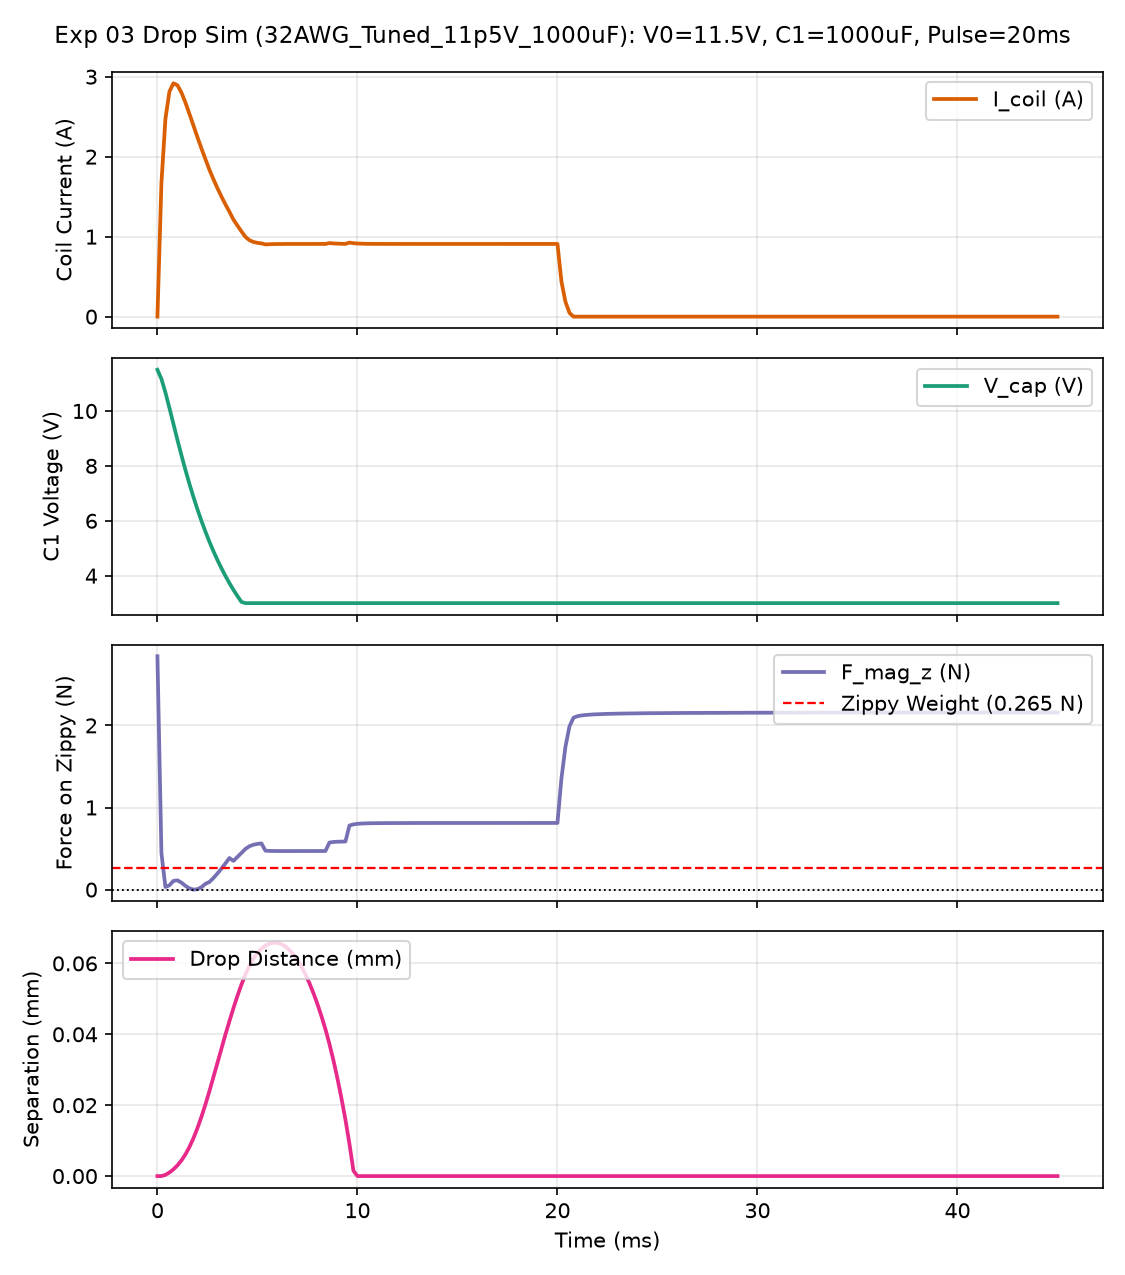 Exp 03 Drop Sim (32AWG_Tuned_11p5V_1000uF): V0=11.5V, C1=1000uF, Pulse=20ms
3
2
1
0
Coil Current (A)
I_coil (A)
10
8
6
4
C1 Voltage (V)
V_cap (V)
2
1
0
Force on Zippy (N)
F_mag_z (N)
Zippy Weight (0.265 N)
0.06
0.04
0.02
0.00
Separation (mm)
Drop Distance (mm)
0
10
20
30
40
Time (ms)